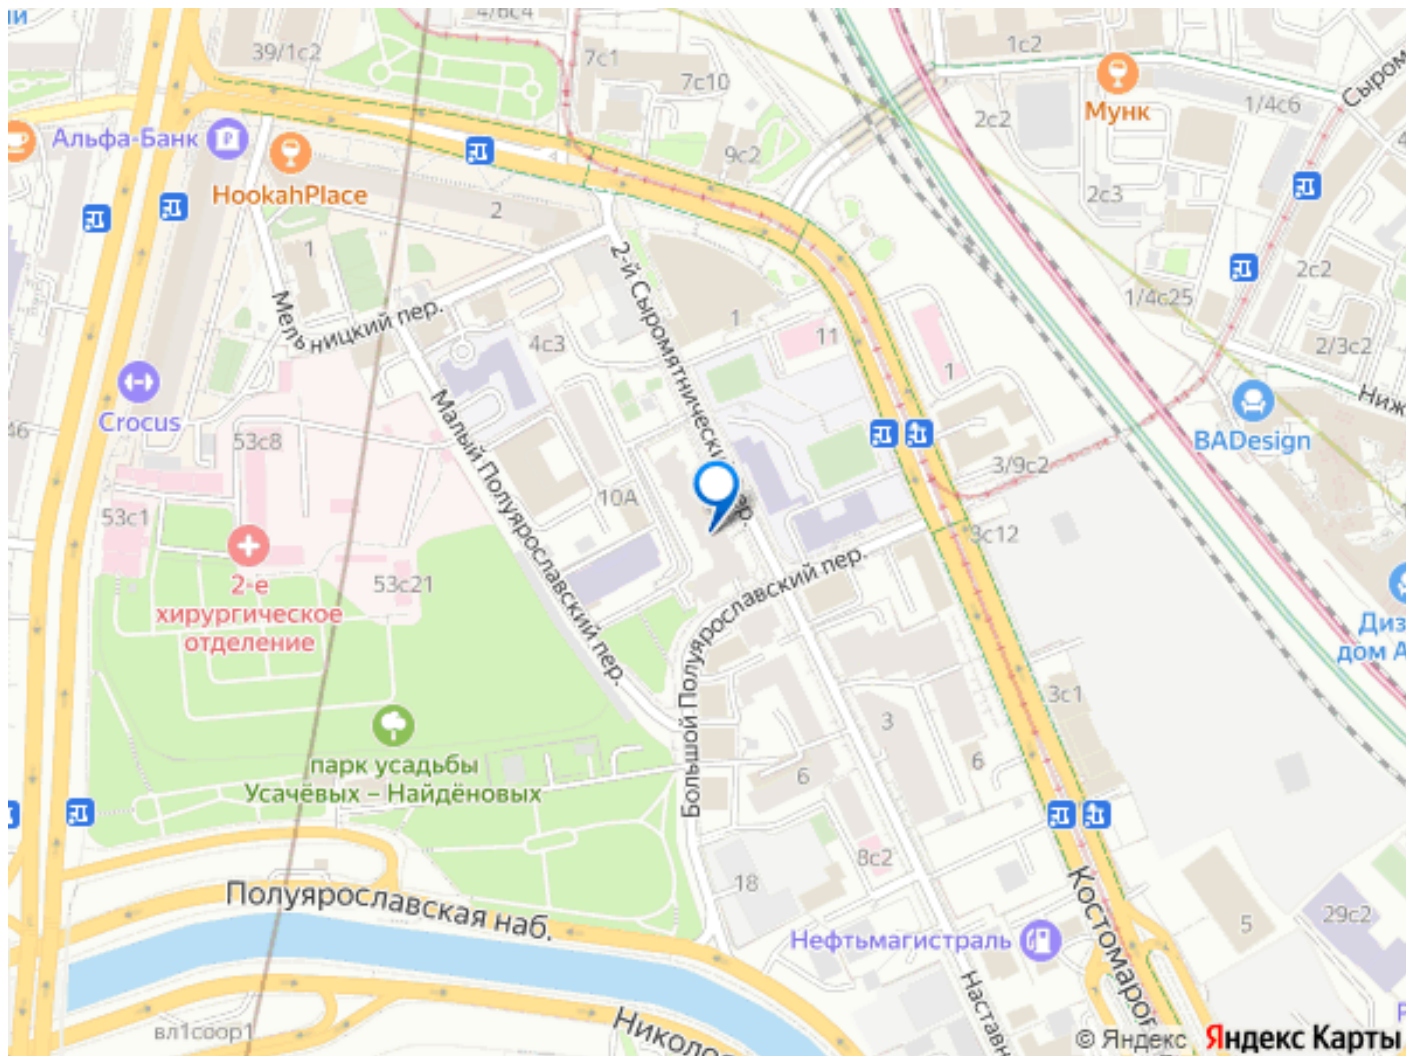 4/6с4
39/1с2
7с1
7с10
1с2
Мунк
1/4с6
2с2
Альфа-Банк
HookahPlace
9с2
2с3
2
1
2-й Сыромятнический пер.
2с2
1/4с25
Мельницкий пер.
4с3
1
11
1
2/3с2
Crocus
46
53с8
Малый Полуярославский пер.
BADesign
3/9с2
10А
53с1
3с12
2-е
хирургическое
отделение
53с21
Большой Полуярославский пер.
парк усадьбы
Усачёвых – Найдёновых
3с1
3
6
6
8с2
18
Полуярославская наб.
Нефтьмагистраль
5
29с2
вл1соор1
© Яндекс
Яндекс Карты